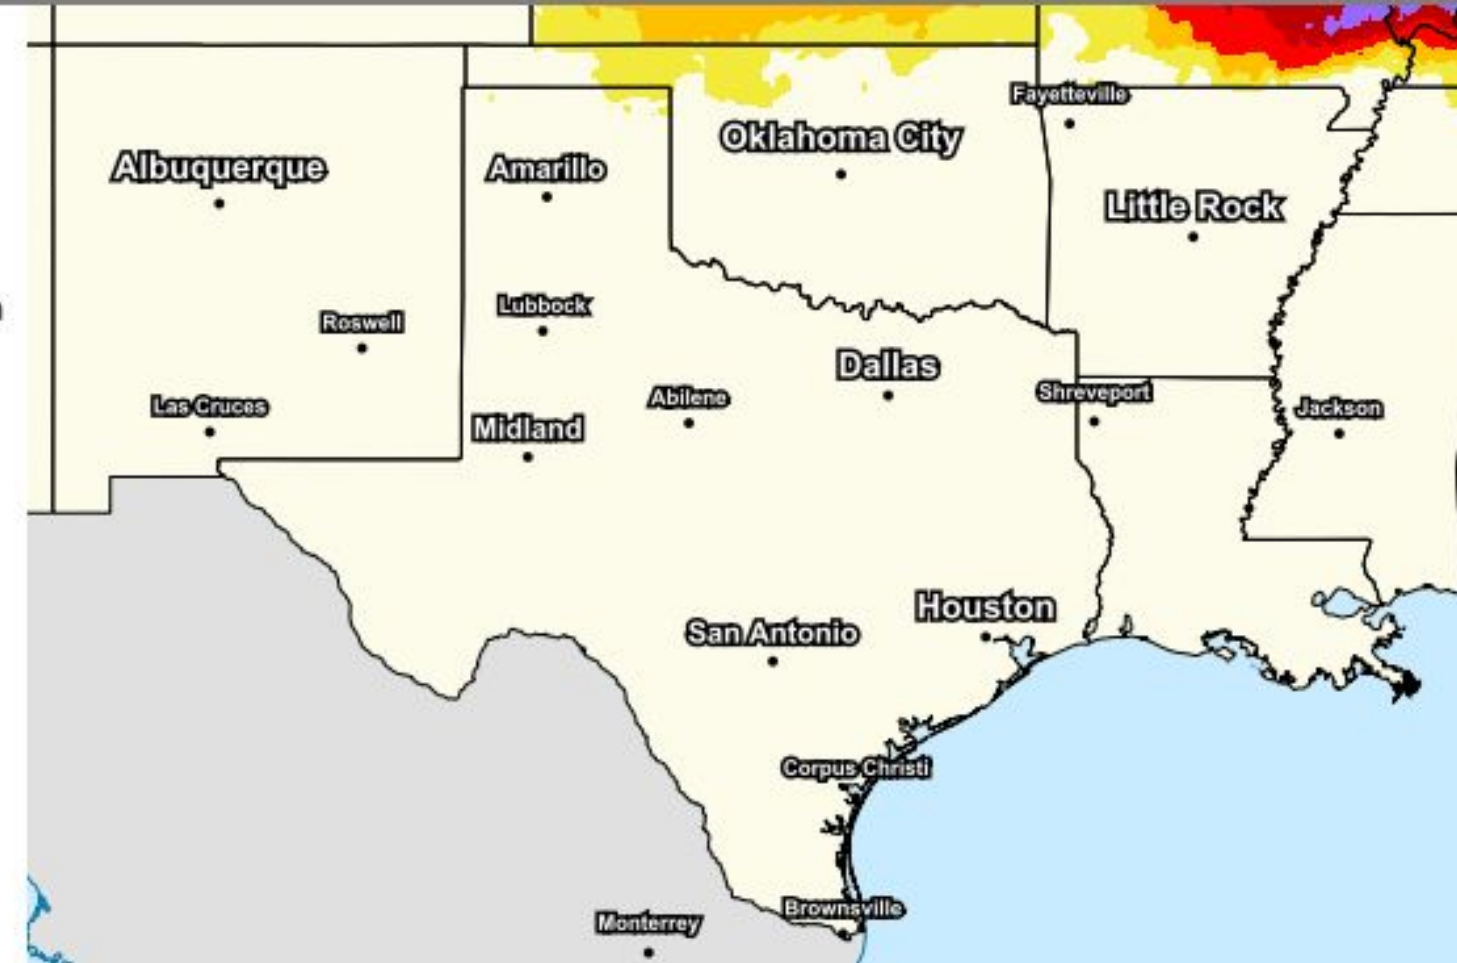 Fayetteville
Oklahoma City
Albuquerque
Amarillo
Little Rock
Lubbock
Roswell
Dallas
Shreveport
Abilene
Las Cruces
Jackson
Midland
Houston
San Antonio
Corpus Christi
Brownsville
Monterrey